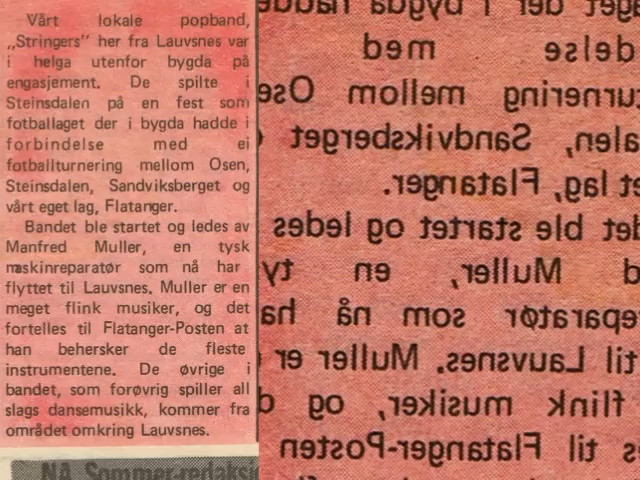 Vårt lokale popband,
,,Stringers" her fra Lauvsnes var
i helga utenfor bygda på
engasjement. De spilte i
Steinsdalen på en fest som
fotballaget der i bygda hadde i
forbindelse med ei
fotballturnering mellom Osen,
Steinsdalen, Sandviksberget og
vårt eget lag, Flatanger.
Bandet ble startet og ledes av
Manfred Muller, en tysk
maskinreparatør som nå har
flyttet til Lauvsnes. Muller er en
meget flink musiker, og det
fortelles til Flatanger-Posten at
han behersker de fleste
instrumentene. De øvrige i
bandet, som forøvrig spiller all
slags dansemusikk, kommer fra
området omkring Lauvsnes.
NA Sommer-redaksj
laget der i bygda hadde
delse med
urnering mellom Ose
alen, Sandviksberget
et lag, Flatanger.
det ble startet og ledes
d Muller, en ty
eparatør som nå ha
til Lauvsnes. Muller er
flink musiker, og d
es til Flatanger-Posten